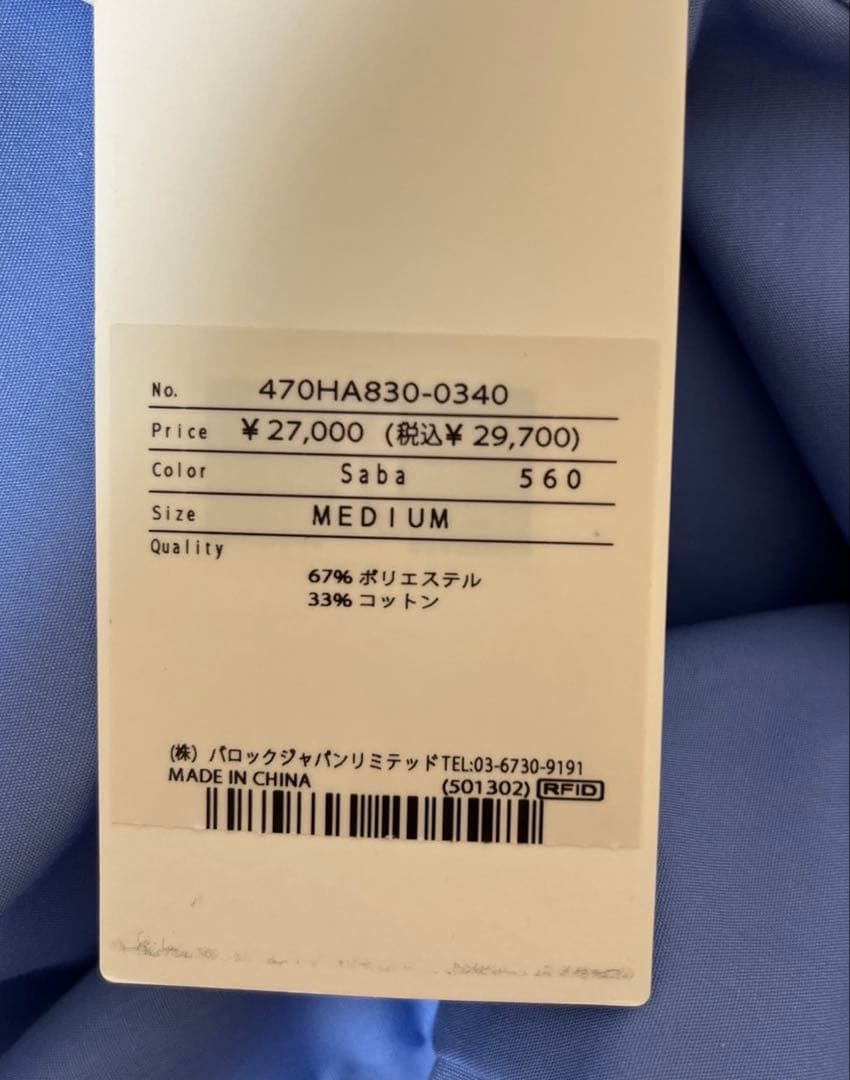 No. 470HA830-0340
Price ¥27,000 (税込¥ 29,700)
Color Saba 560
Size MEDIUM
Quality
67% ポリエステル
33% コットン
(株) バロックジャパンリミテッド TEL:03-6730-9191
MADE IN CHINA (501302) RFID